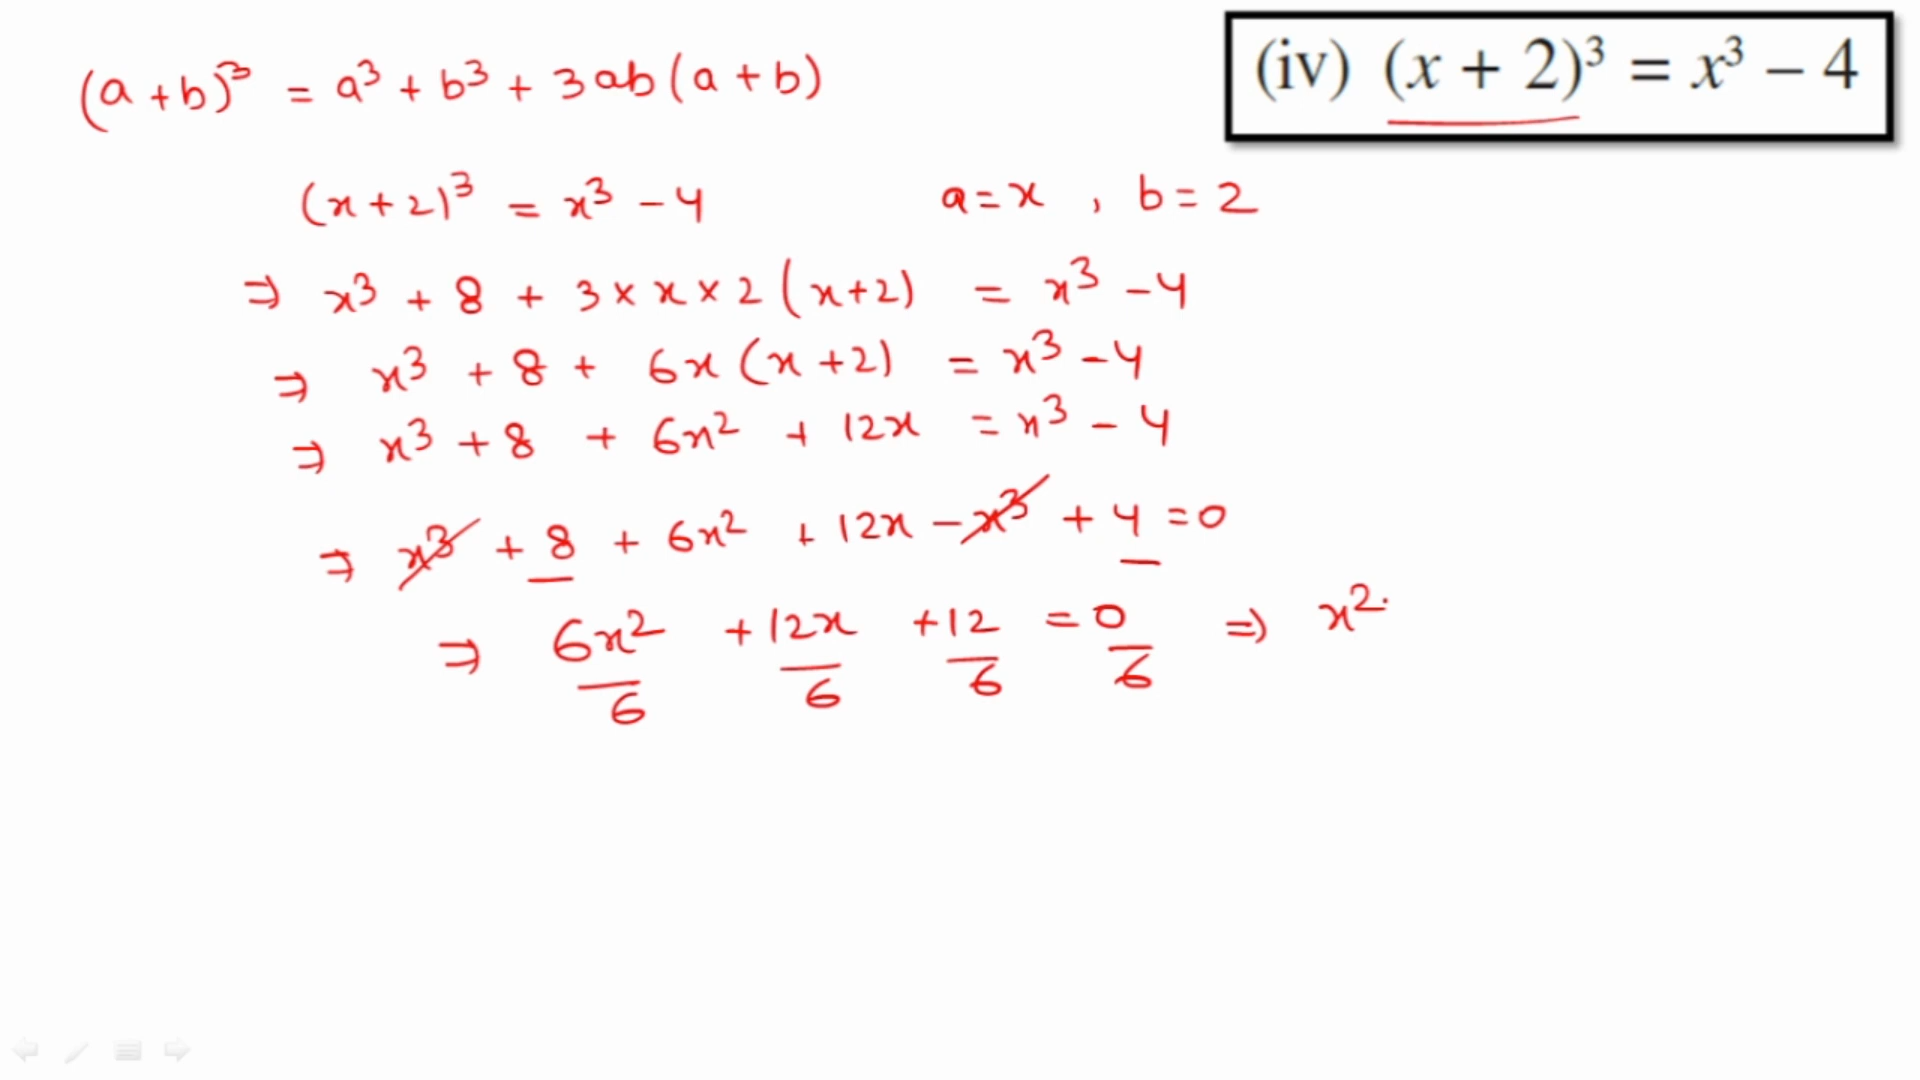 (a+b)³ = a³ + b³ + 3ab(a+b)
(iv) (x + 2)³ = x³ – 4
(x+2)³ = x³ - 4
a = x , b = 2
⇒ x³ + 8 + 3 × x × 2 (x+2) = x³ - 4
⇒ x³ + 8 + 6x (x+2) = x³ - 4
⇒ x³ + 8 + 6x² + 12x = x³ - 4
⇒ x³ + 8 + 6x² + 12x - x³ + 4 = 0
⇒ 6x²/6 + 12x/6 + 12/6 = 0/6 ⇒ x²